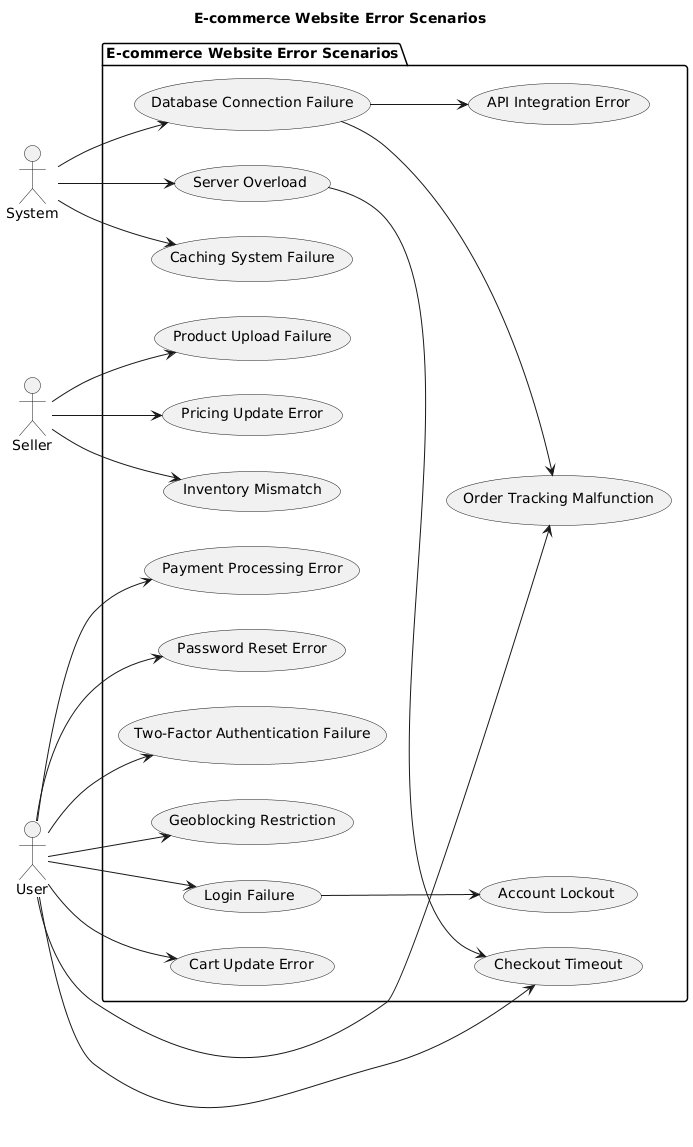 E-commerce Website Error Scenarios
E-commerce Website Error Scenarios
Database Connection Failure
API Integration Error
Server Overload
System
Caching System Failure
Product Upload Failure
Pricing Update Error
Seller
Inventory Mismatch
Order Tracking Malfunction
Payment Processing Error
Password Reset Error
Two-Factor Authentication Failure
Geoblocking Restriction
User
Login Failure
Account Lockout
Cart Update Error
Checkout Timeout